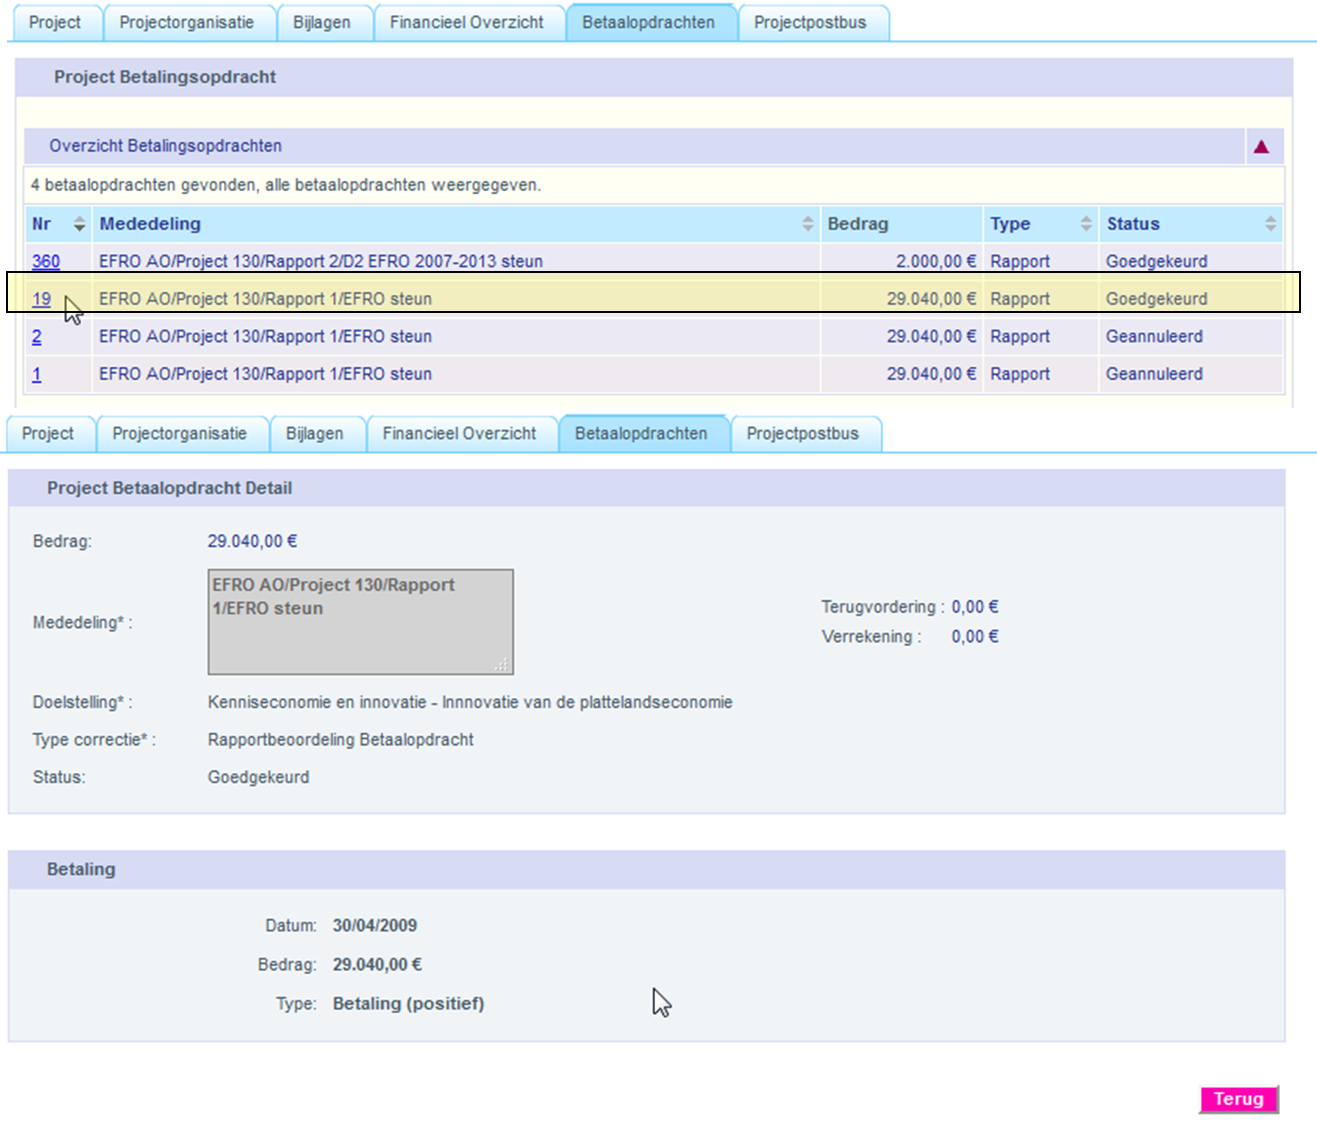 Project Projectorganisatie Bijlagen Financieel Overzicht Betaalopdrachten Projectpostbus
Project Betalingsopdracht
Overzicht Betalingsopdrachten
4 betaalopdrachten gevonden, alle betaalopdrachten weergegeven.
Nr Mededeling Bedrag Type Status
360 EFRO AO/Project 130/Rapport 2/D2 EFRO 2007-2013 steun 2.000,00 € Rapport Goedgekeurd
19 EFRO AO/Project 130/Rapport 1/EFRO steun 29.040,00 € Rapport Goedgekeurd
2 EFRO AO/Project 130/Rapport 1/EFRO steun 29.040,00 € Rapport Geannuleerd
1 EFRO AO/Project 130/Rapport 1/EFRO steun 29.040,00 € Rapport Geannuleerd
Project Projectorganisatie Bijlagen Financieel Overzicht Betaalopdrachten Projectpostbus
Project Betaalopdracht Detail
Bedrag: 29.040,00 €
Mededeling* : EFRO AO/Project 130/Rapport
1/EFRO steun
Terugvordering : 0,00 €
Verrekening : 0,00 €
Doelstelling* : Kenniseconomie en innovatie - Innnovatie van de plattelandseconomie
Type correctie* : Rapportbeoordeling Betaalopdracht
Status: Goedgekeurd
Betaling
Datum: 30/04/2009
Bedrag: 29.040,00 €
Type: Betaling (positief)
Terug